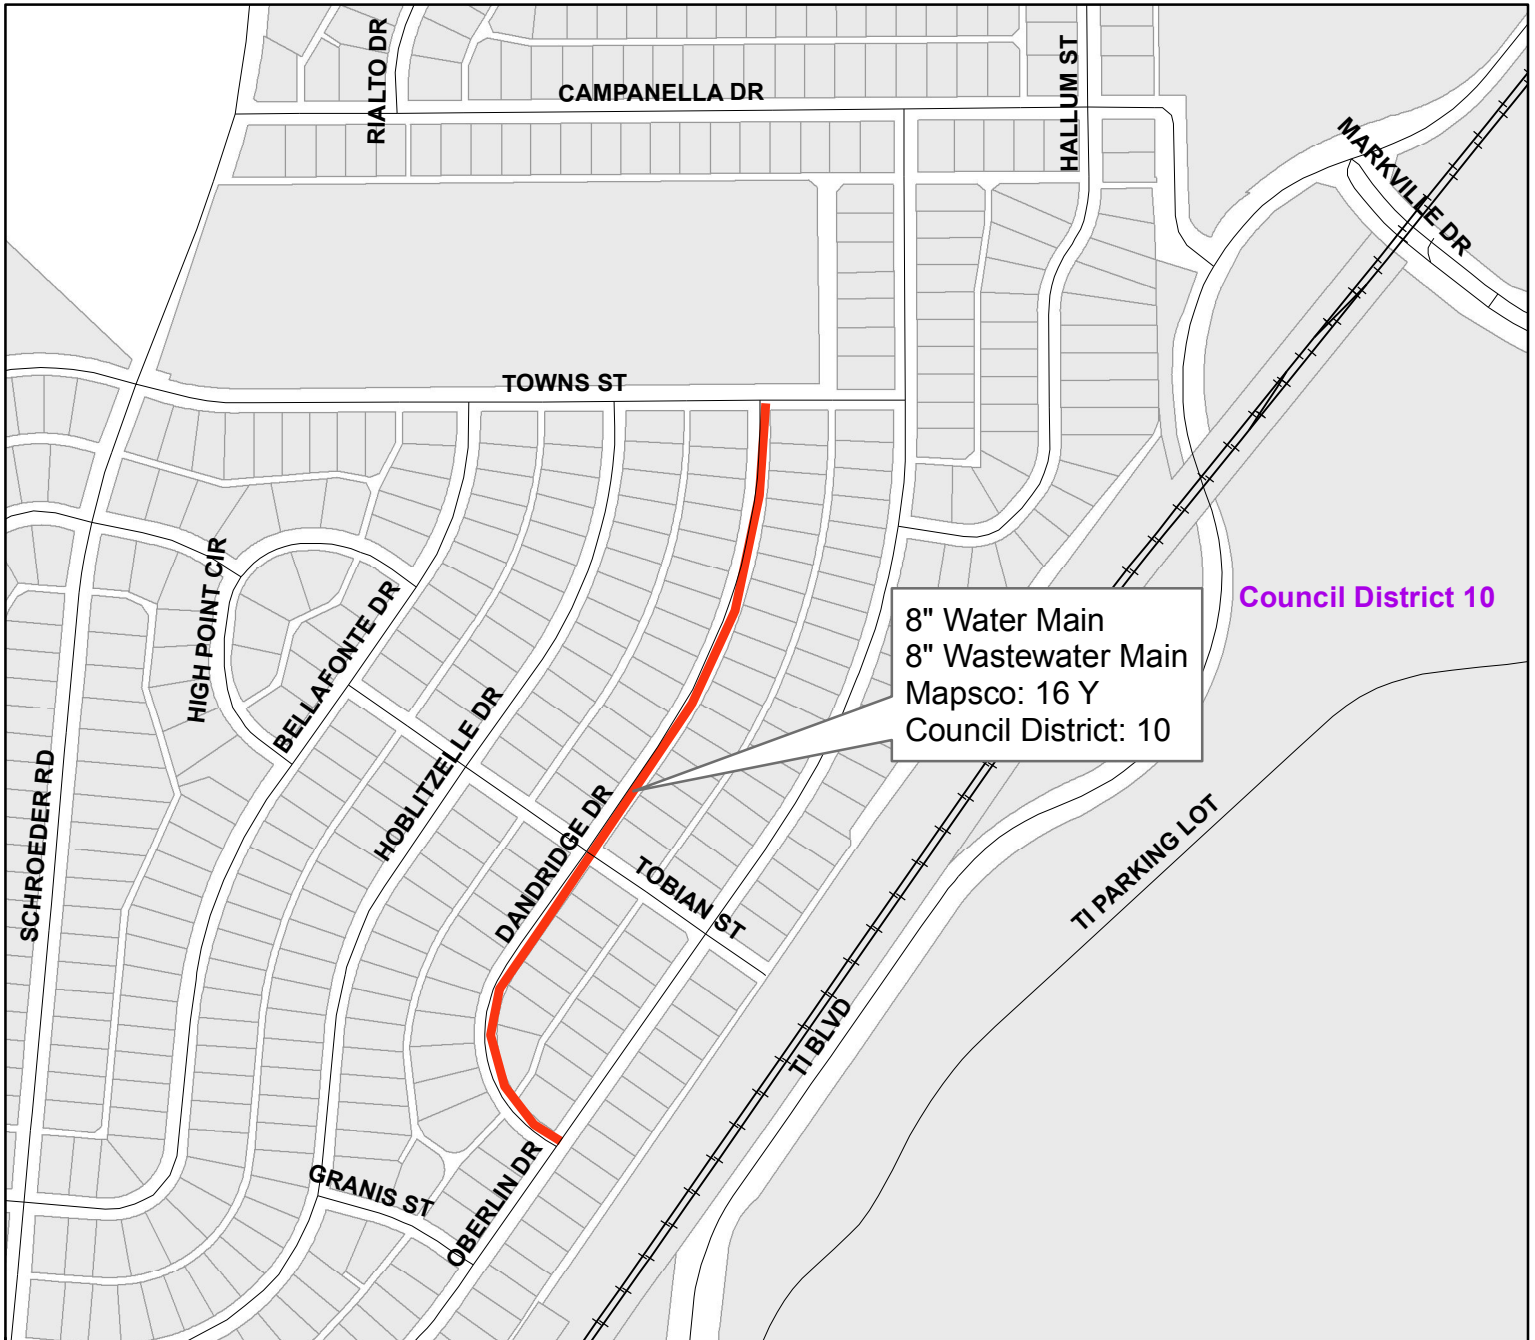 RIALTO DR
CAMPANELLA DR
HALLUM ST
MARKVILLE DR
TOWNS ST
HIGH POINT CIR
BELLAFONTE DR
Council District 10
8" Water Main
8" Wastewater Main
Mapsco: 16 Y
Council District: 10
SCHROEDER RD
HOBLITZELLE DR
DANDRIDGE DR
TOBIAN ST
TI PARKING LOT
TI BLVD
GRANIS ST
OBERLIN DR